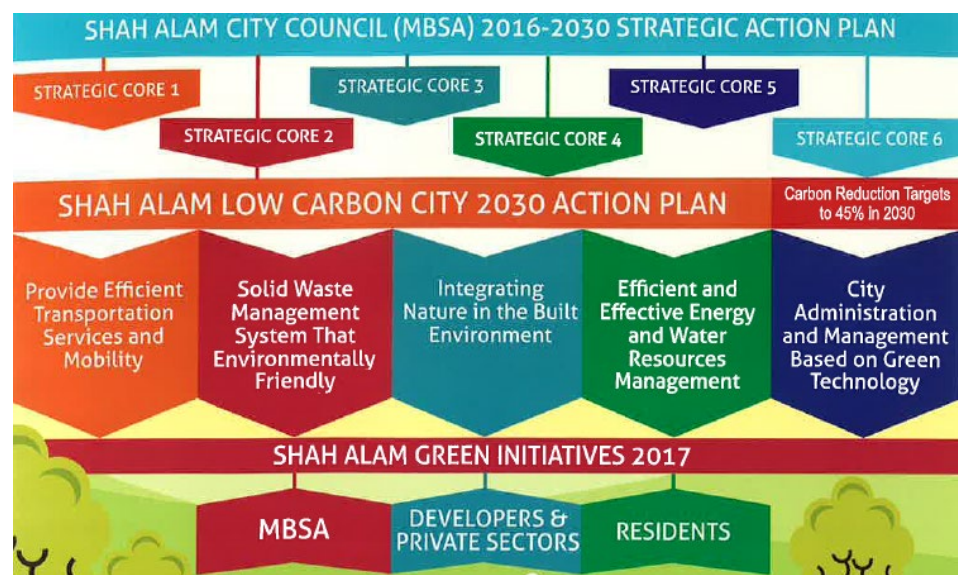 SHAH ALAM CITY COUNCIL (MBSA) 2016-2030 STRATEGIC ACTION PLAN
STRATEGIC CORE 1
STRATEGIC CORE 2
STRATEGIC CORE 3
STRATEGIC CORE 4
STRATEGIC CORE 5
STRATEGIC CORE 6
SHAH ALAM LOW CARBON CITY 2030 ACTION PLAN
Carbon Reduction Targets
to 45% in 2030
Provide Efficient
Transportation
Services and
Mobility
Solid Waste
Management
System That
Environmentally
Friendly
Integrating
Nature in the Built
Environment
Efficient and
Effective Energy
and Water
Resources
Management
City
Administration
and Management
Based on Green
Technology
SHAH ALAM GREEN INITIATIVES 2017
MBSA
DEVELOPERS &
PRIVATE SECTORS
RESIDENTS